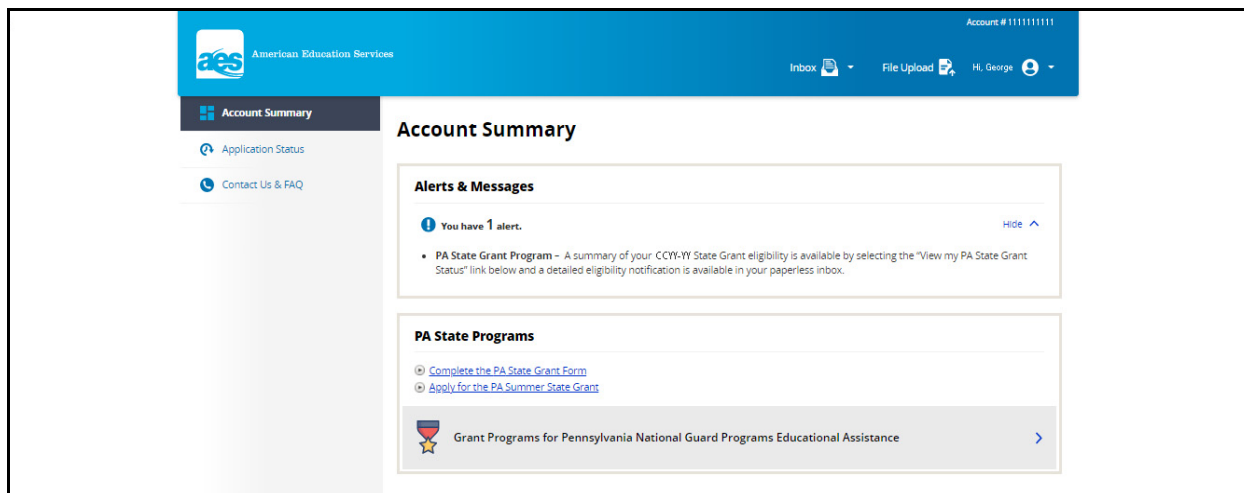 Account # 1111111111
aes
American Education Services
Inbox
File Upload
Hi, George
Account Summary
Application Status
Contact Us & FAQ
Account Summary
Alerts & Messages
You have 1 alert.
Hide
PA State Grant Program – A summary of your CCYY-YY State Grant eligibility is available by selecting the "View my PA State Grant
Status" link below and a detailed eligibility notification is available in your paperless inbox.
PA State Programs
Complete the PA State Grant Form
Apply for the PA Summer State Grant
Grant Programs for Pennsylvania National Guard Programs Educational Assistance